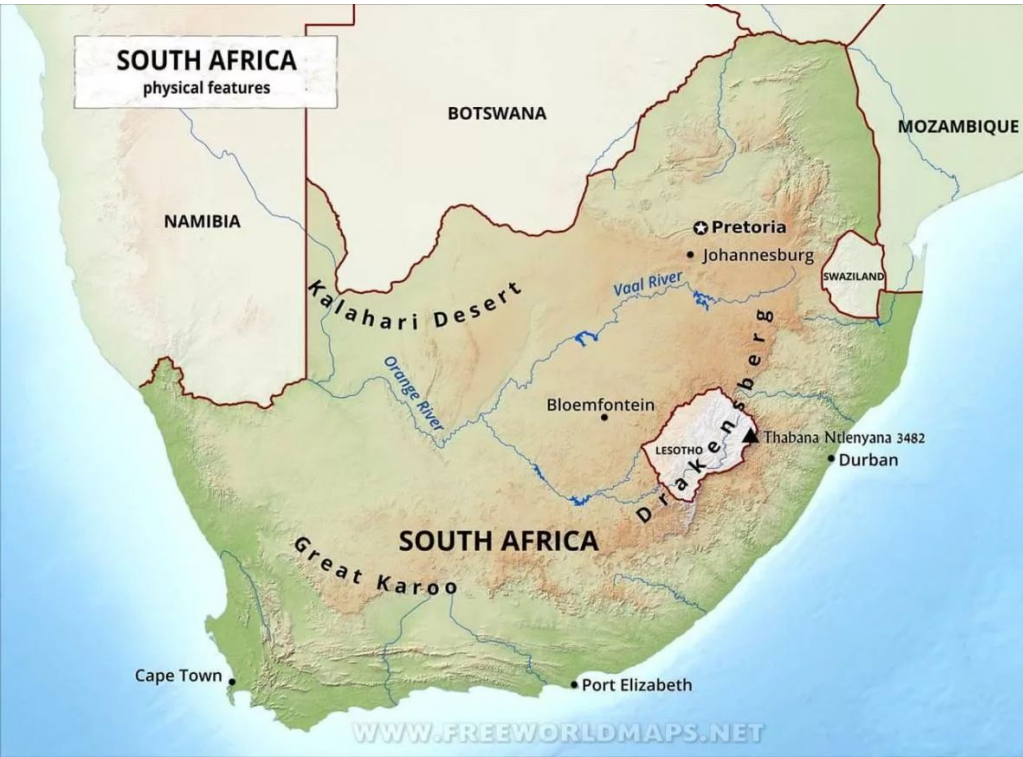 SOUTH AFRICA
physical features
BOTSWANA
MOZAMBIQUE
NAMIBIA
Pretoria
Johannesburg
SWAZILAND
Vaal River
Kalahari Desert
Orange River
Drakensberg
Bloemfontein
LESOTHO
Thabana Ntlenyana 3482
Durban
SOUTH AFRICA
Great Karoo
Cape Town
Port Elizabeth
WWW.FREEWORLDMAPS.NET